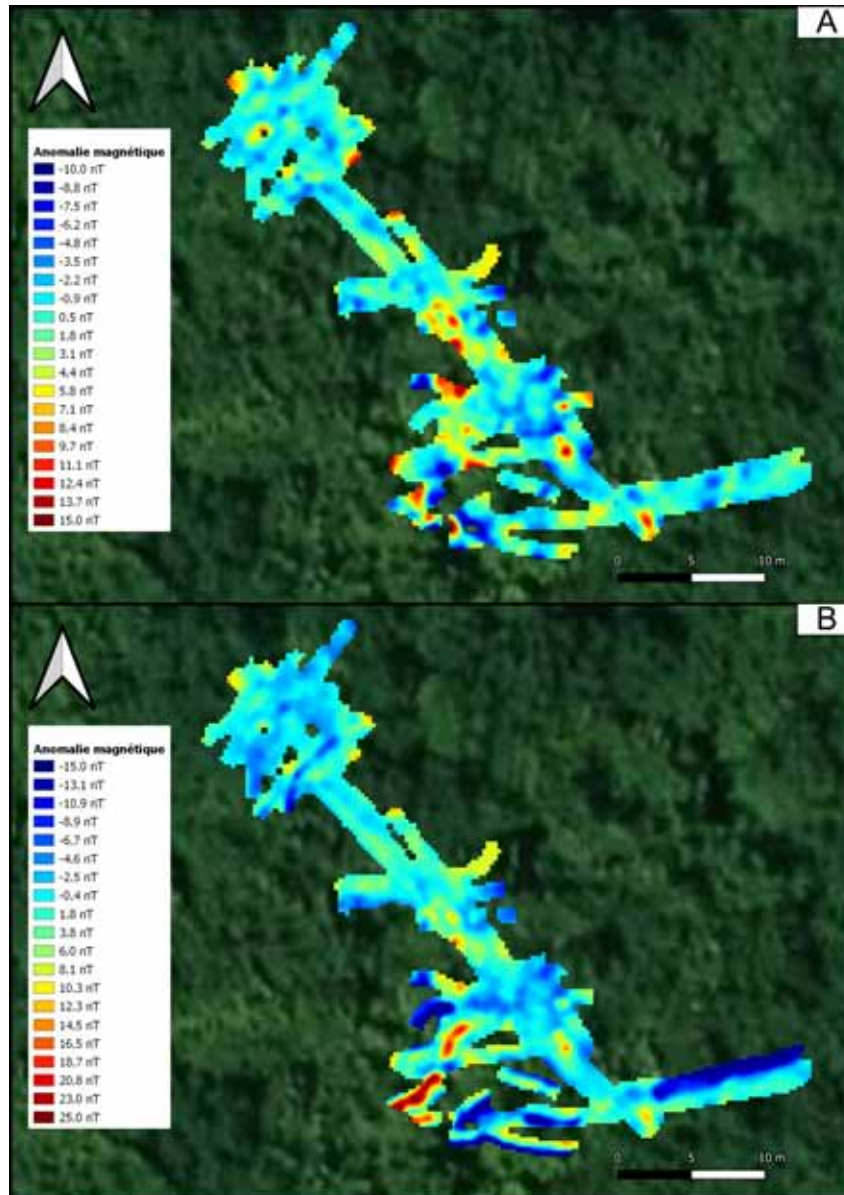 A
Anomalie magnétique
-10.0 nT
-8.8 nT
-7.5 nT
-6.2 nT
-4.8 nT
-3.5 nT
-2.2 nT
-0.9 nT
0.5 nT
1.8 nT
3.1 nT
4.4 nT
5.8 nT
7.1 nT
8.4 nT
9.7 nT
11.1 nT
12.4 nT
13.7 nT
15.0 nT
0 5 10 m
B
Anomalie magnétique
-15.0 nT
-13.1 nT
-10.9 nT
-8.9 nT
-6.7 nT
-4.6 nT
-2.5 nT
-0.4 nT
1.8 nT
3.8 nT
6.0 nT
8.1 nT
10.3 nT
12.3 nT
14.5 nT
16.5 nT
18.7 nT
20.8 nT
23.0 nT
25.0 nT
0 5 10 m